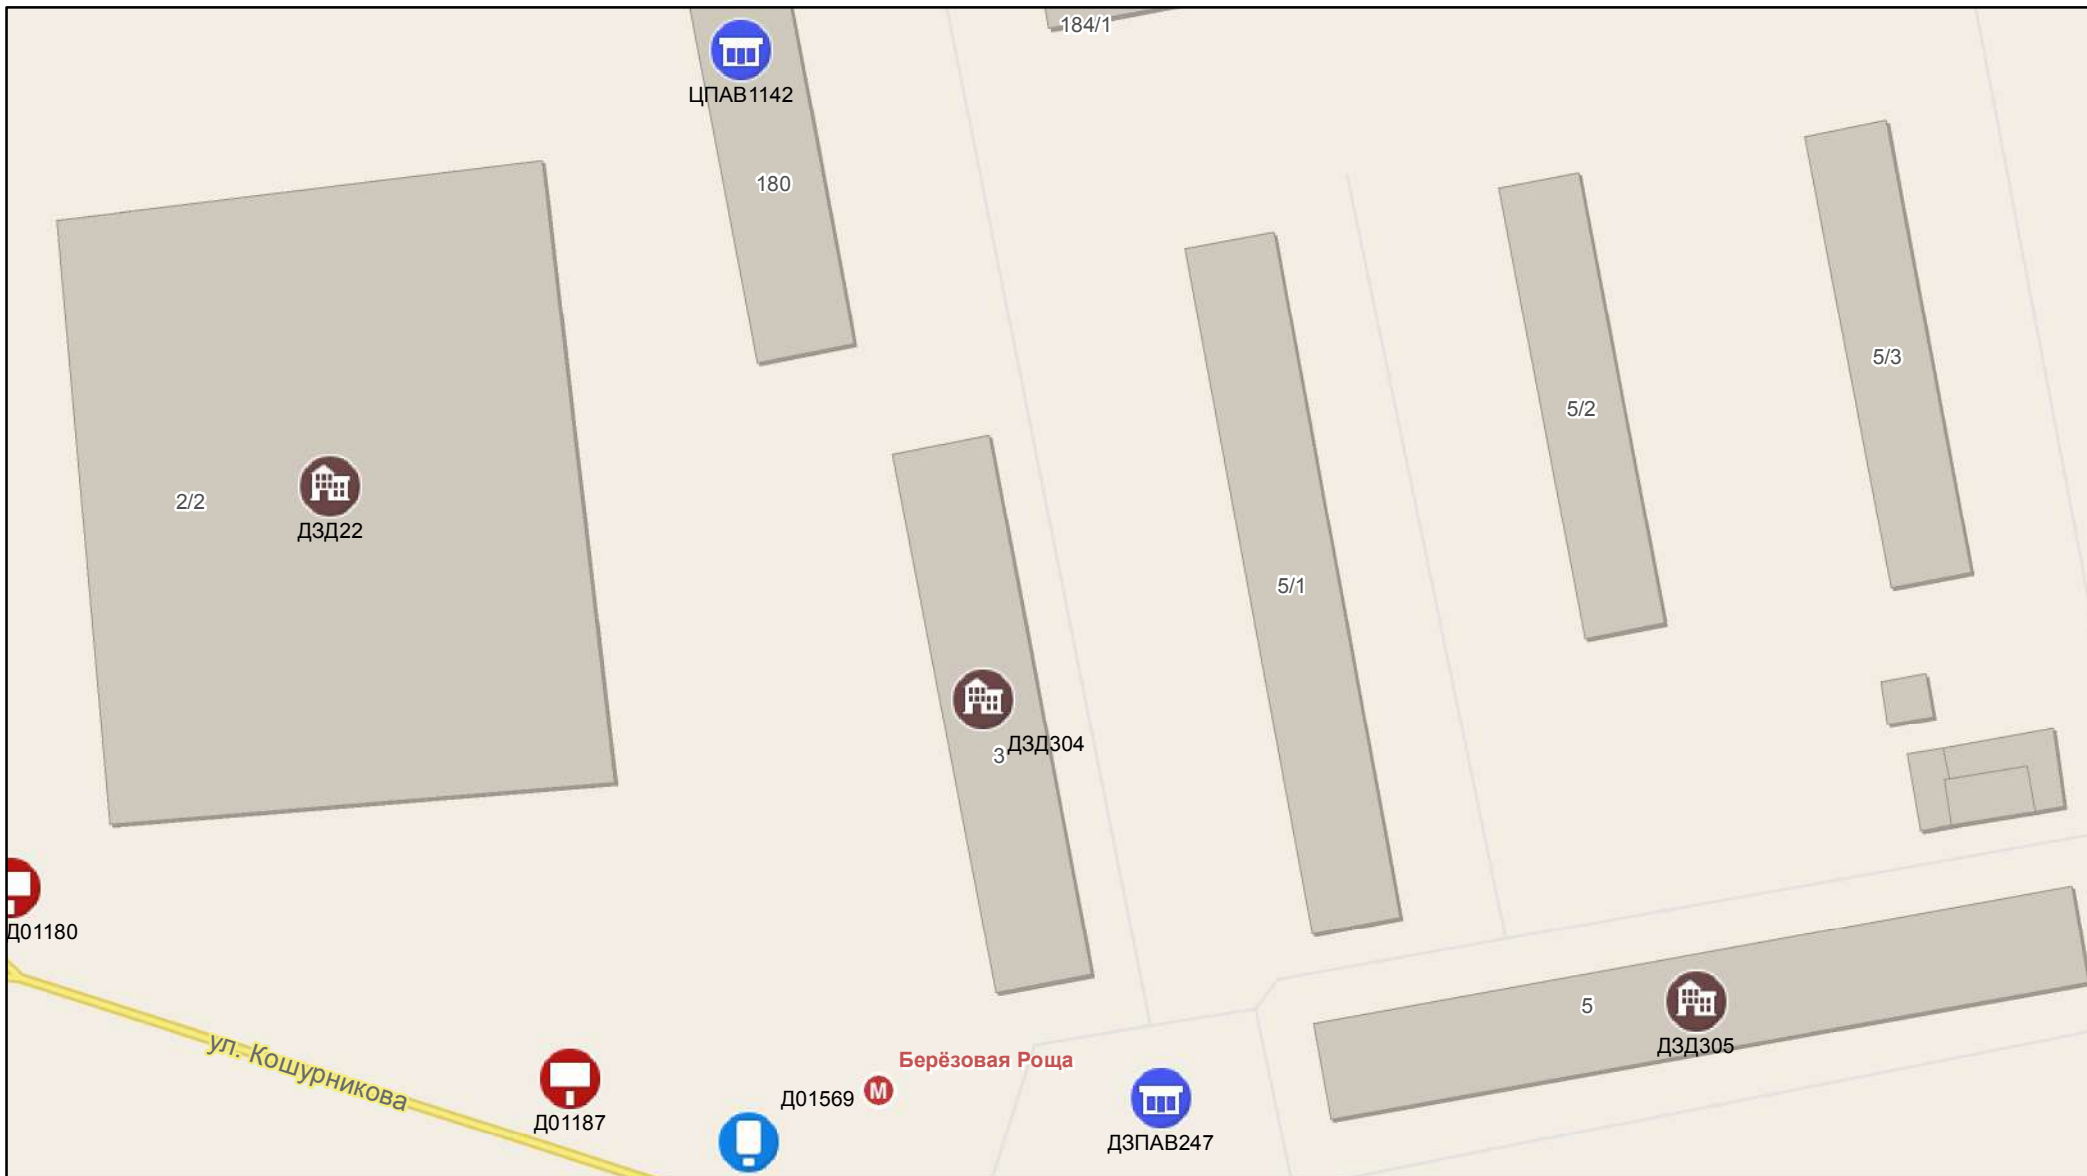 184/1
ЦПАВ1142
180
5/3
5/2
2/2
ДЗД22
5/1
ДЗД304
3
Д01180
5
ул. Кошурникова
ДЗД305
Берёзовая Роща
М
Д01569
Д01187
ДЗПАВ247